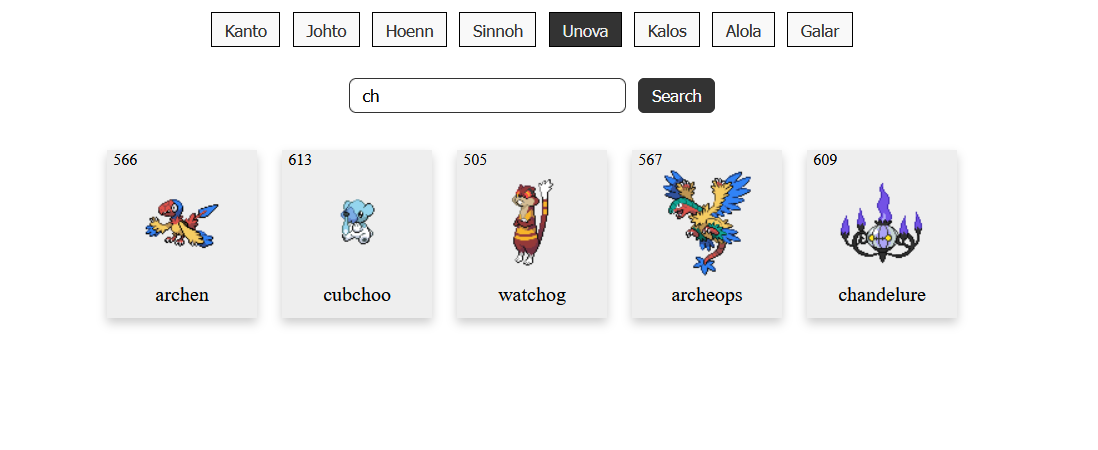 Kanto Johto Hoenn Sinnoh Unova Kalos Alola Galar
ch Search
566 613 505 567 609
archen cubchoo watchog archeops chandelure